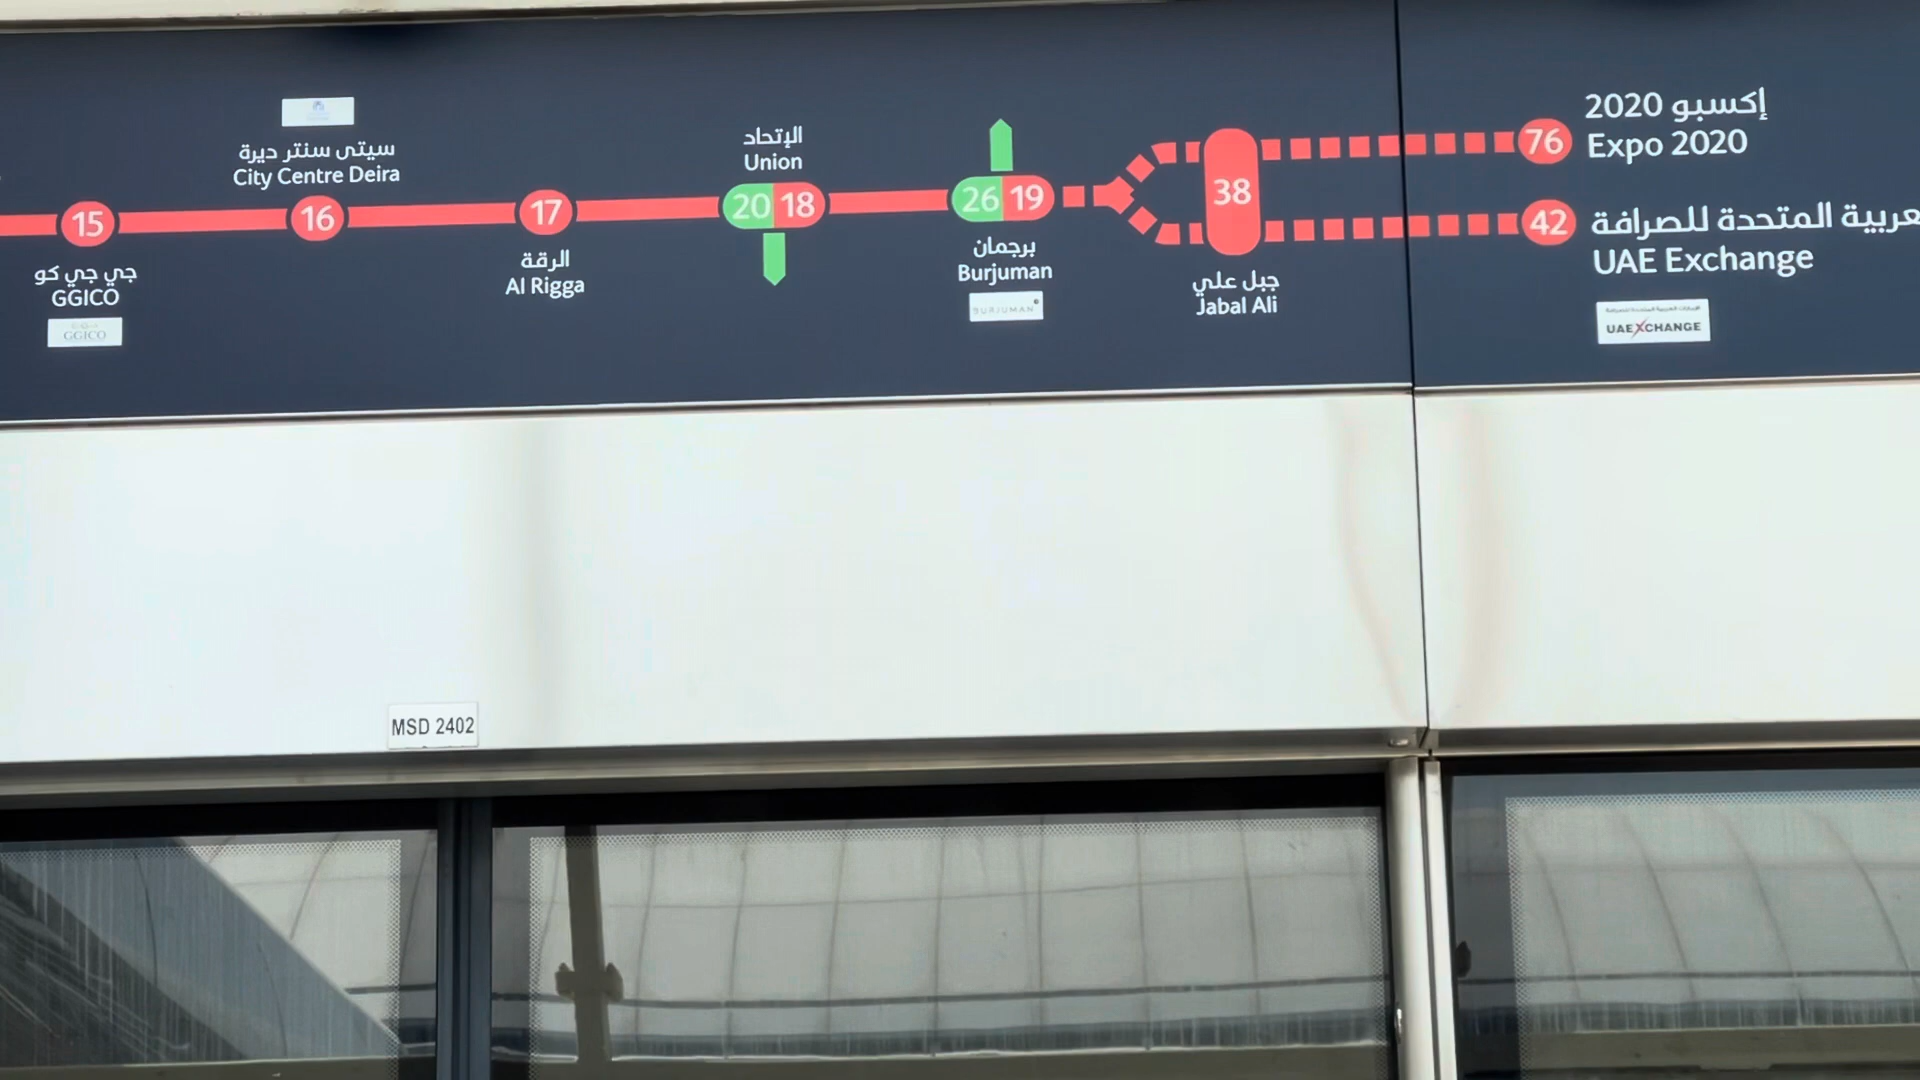 15
جي جي كو
GGICO
GGICO
سيتي سنتر ديرة
City Centre Deira
16
17
الرقة
Al Rigga
الإتحاد
Union
20 18
26 19
برجمان
Burjuman
BURJUMAN
38
جبل علي
Jabal Ali
76
إكسبو 2020
Expo 2020
42
المتحدة للصرافة
UAE Exchange
UAEXCHANGE
MSD 2402